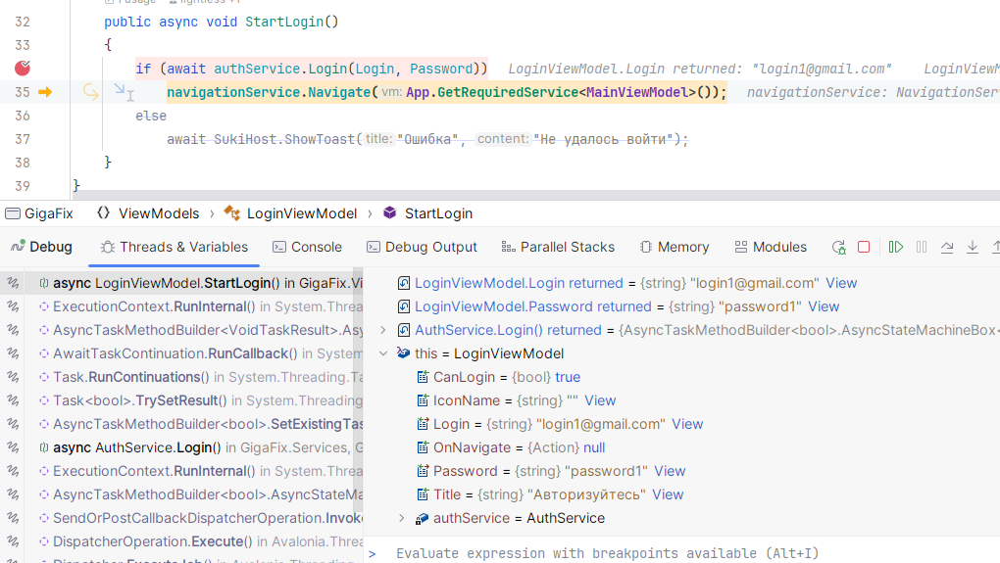 32 public async void StartLogin()
33 {
if (await authService.Login(Login, Password)) LoginViewModel.Login returned: "login1@gmail.com" LoginViewM
35 navigationService.Navigate( vm: App.GetRequiredService<MainViewModel>()); navigationService: NavigationSer
36 else
37 await SukiHost.ShowToast( title: "Ошибка", content: "Не удалось войти");
38 }
39 }
GigaFix ViewModels LoginViewModel StartLogin
Debug Threads & Variables Console Debug Output Parallel Stacks Memory Modules
async LoginViewModel.StartLogin() in GigaFix.Vi
ExecutionContext.RunInternal() in System.Threa
AsyncTaskMethodBuilder<VoidTaskResult>.Asy
AwaitTaskContinuation.RunCallback() in System
Task.RunContinuations() in System.Threading.Ta
Task<bool>.TrySetResult() in System.Threading
AsyncTaskMethodBuilder<bool>.SetExistingTas
async AuthService.Login() in GigaFix.Services, G
ExecutionContext.RunInternal() in System.Threa
AsyncTaskMethodBuilder<bool>.AsyncStateMa
SendOrPostCallbackDispatcherOperation.Invok
DispatcherOperation.Execute() in Avalonia.Threa
LoginViewModel.Login returned = {string} "login1@gmail.com" View
LoginViewModel.Password returned = {string} "password1" View
AuthService.Login() returned = {AsyncTaskMethodBuilder<bool>.AsyncStateMachineBox<
this = LoginViewModel
CanLogin = {bool} true
IconName = {string} "" View
Login = {string} "login1@gmail.com" View
OnNavigate = {Action} null
Password = {string} "password1" View
Title = {string} "Авторизуйтесь" View
authService = AuthService
> Evaluate expression with breakpoints available (Alt+I)